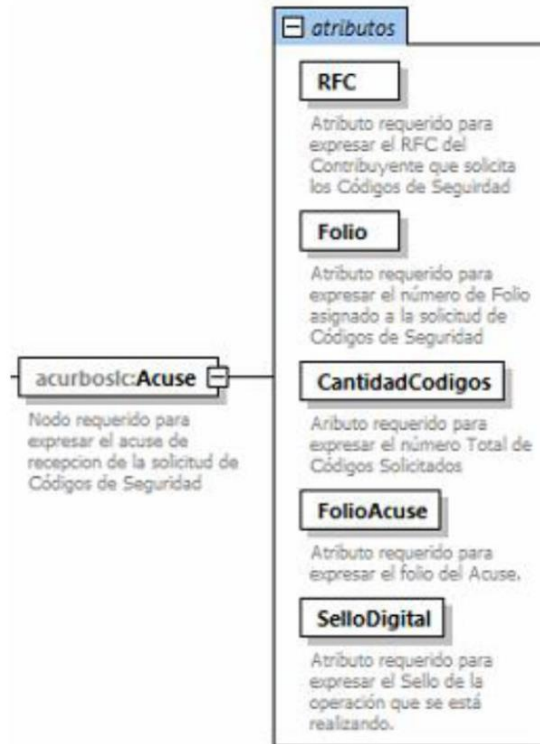 atributos
RFC
Atributo requerido para
expresar el RFC del
Contribuyente que solicita
los Códigos de Seguirdad
Folio
Atributo requerido para
expresar el número de Folio
asignado a la solicitud de
Códigos de Seguridad
acurboslc:Acuse
Nodo requerido para
expresar el acuse de
recepcion de la solicitud de
Códigos de Seguridad
CantidadCodigos
Aributo requerido para
expresar el número Total de
Códigos Solicitados
FolioAcuse
Atributo requerido para
expresar el folio del Acuse.
SelloDigital
Atributo requerido para
expresar el Sello de la
operación que se está
realizando.